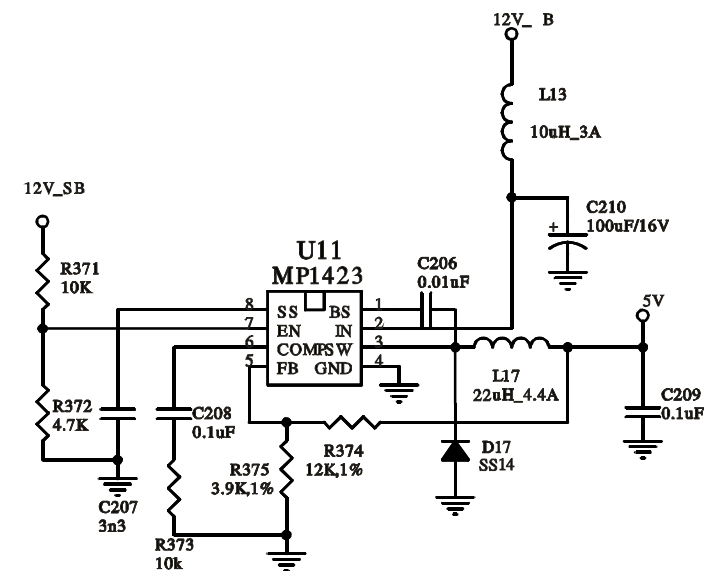 12V_ B
L13
10uH_3A
12V_SB
C210
100uF/16V
U11
MP1423
C206
0.01uF
R371
10K
8 SS BS 1
7 EN IN 2
6 COMP SW 3
5 FB GND 4
5V
L17
22uH_4.4A
R372
4.7K
C208
0.1uF
C209
0.1uF
R374
12K,1%
D17
SS14
R375
3.9K,1%
C207
3n3
R373
10k
+